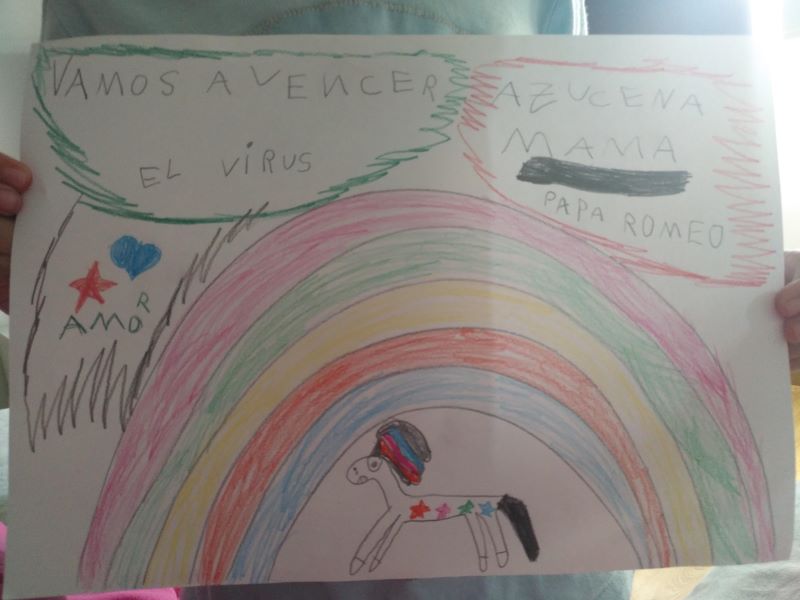 VAMOS A VENCER
EL VIRUS
AZUCENA
MAMA
PAPA ROMEO
AMOR